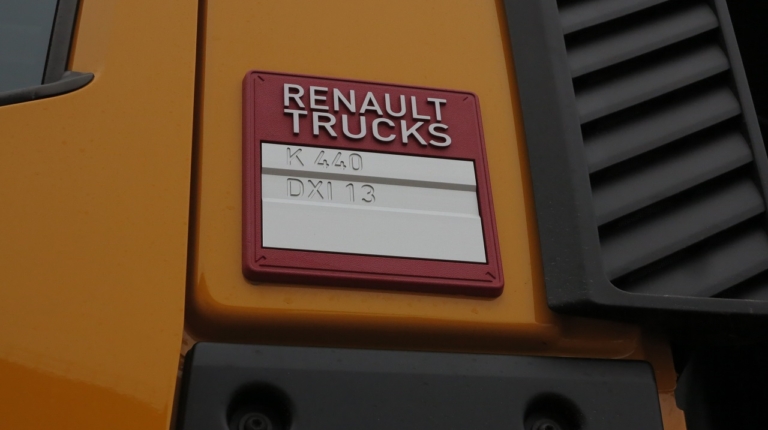 RENAULT
TRUCKS
K 440
DXI 13